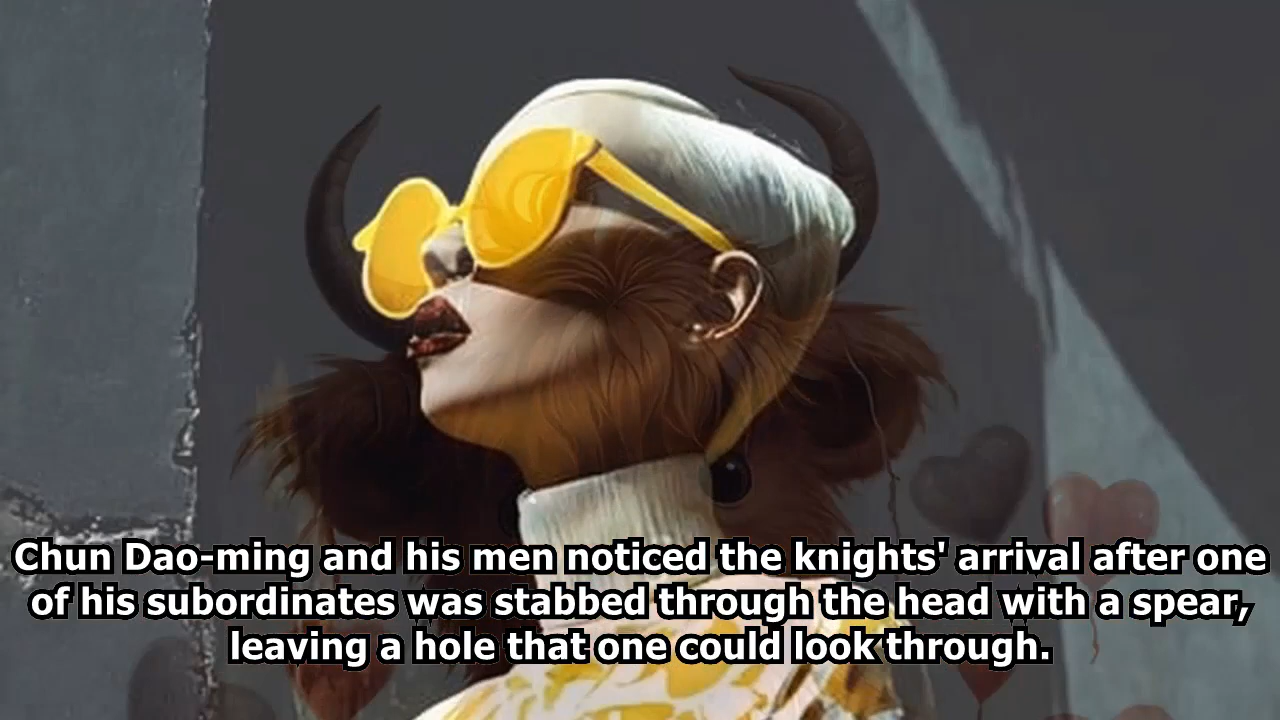 Chun Dao-ming and his men noticed the knights' arrival after one
of his subordinates was stabbed through the head with a spear,
leaving a hole that one could look through.